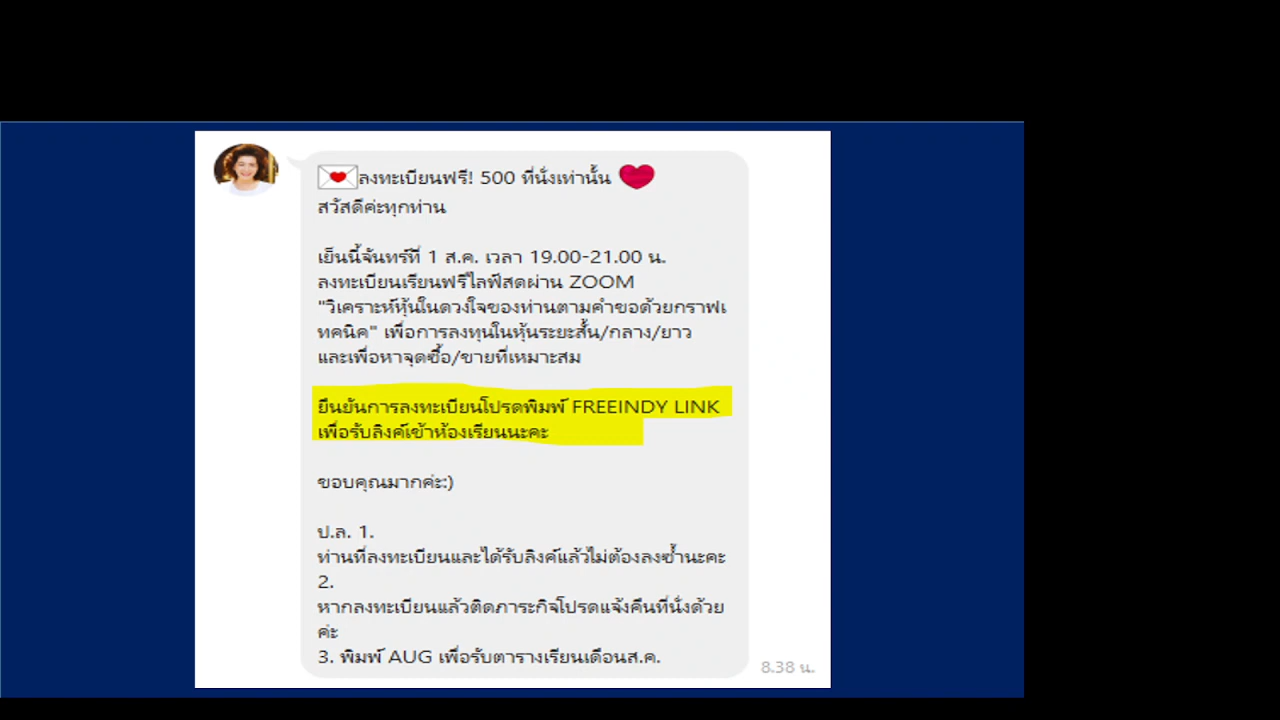 ลงทะเบียนฟรี! 500 ที่นั่งเท่านั้น
สวัสดีค่ะทุกท่าน
เย็นนี้จันทร์ที่ 1 ส.ค. เวลา 19.00-21.00 น.
ลงทะเบียนเรียนฟรีไลฟ์สดผ่าน ZOOM
"วิเคราะห์หุ้นในดวงใจของท่านตามคำขอด้วยกราฟเ
ทคนิค" เพื่อการลงทุนในหุ้นระยะสั้น/กลาง/ยาว
และเพื่อหาจุดซื้อ/ขายที่เหมาะสม
ยืนยันการลงทะเบียนโปรดพิมพ์ FREEINDY LINK
เพื่อรับลิงค์เข้าห้องเรียนนะคะ
ขอบคุณมากค่ะ:)
ป.ล. 1.
ท่านที่ลงทะเบียนและได้รับลิงค์แล้วไม่ต้องลงซ้ำนะคะ
2.
หากลงทะเบียนแล้วติดภาระกิจโปรดแจ้งคืนที่นั่งด้วย
ค่ะ
3. พิมพ์ AUG เพื่อรับตารางเรียนเดือนส.ค.
8.38 น.